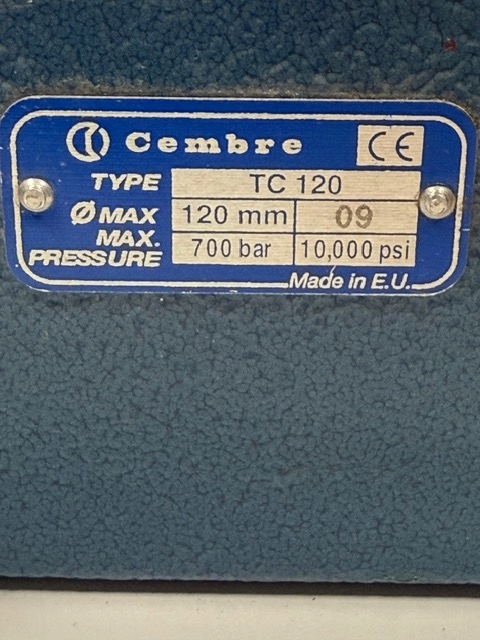 Cembre CE
TYPE TC 120
Ø MAX 120 mm 09
MAX. PRESSURE 700 bar 10,000 psi
Made in E.U.